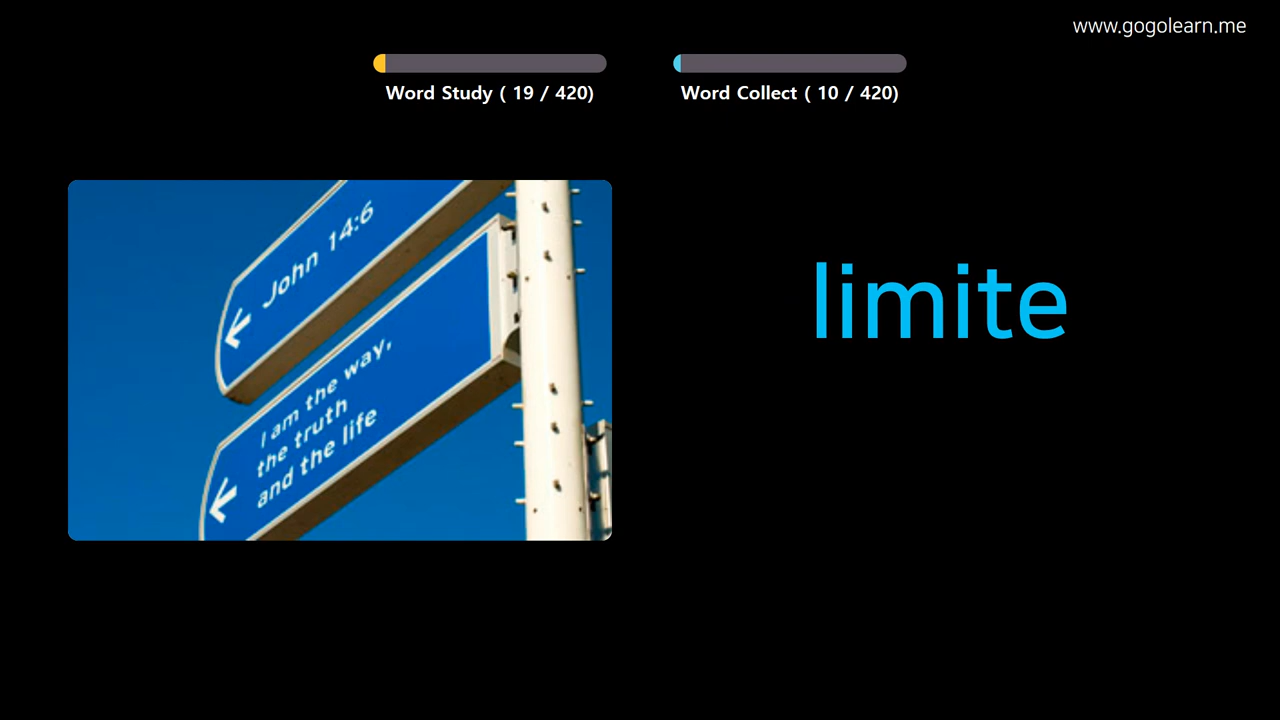 www.gogolearn.me
Word Study ( 19 / 420)
Word Collect ( 10 / 420)
John 14:6
I am the way,
the truth
and the life
limite